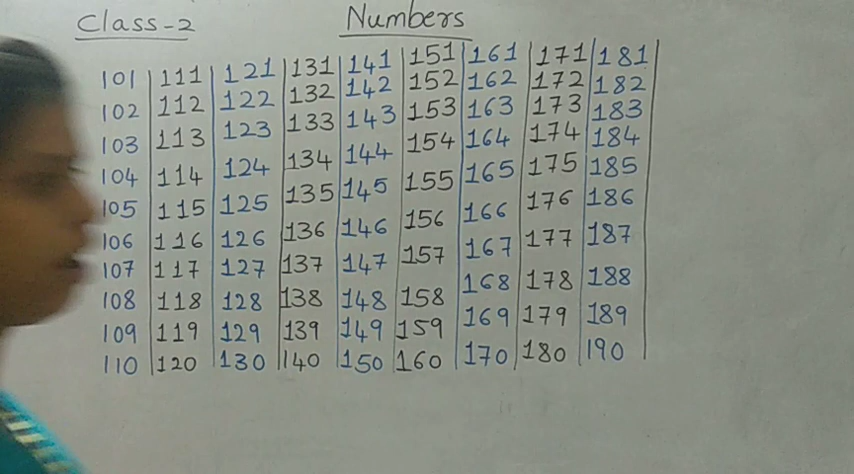 Class-2 Numbers
101 111 121 131 141 151 161 171 181
102 112 122 132 142 152 162 172 182
103 113 123 133 143 153 163 173 183
104 114 124 134 144 154 164 174 184
105 115 125 135 145 155 165 175 185
106 116 126 136 146 156 166 176 186
107 117 127 137 147 157 167 177 187
108 118 128 138 148 158 168 178 188
109 119 129 139 149 159 169 179 189
110 120 130 140 150 160 170 180 190